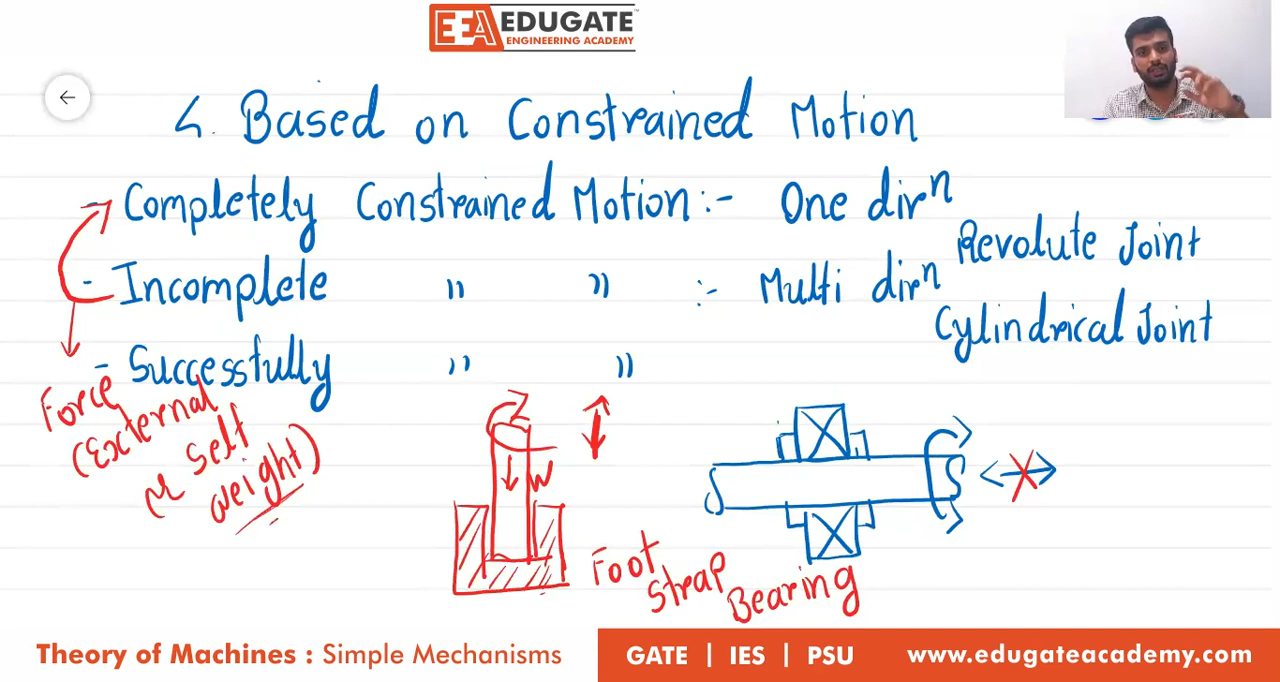 EEA EDUGATE
ENGINEERING ACADEMY
4. Based on Constrained Motion
- Completely Constrained Motion :- One dirn
Revolute Joint
- Incomplete " " :- Multi dirn
Cylindrical Joint
- Successfully " "
Force
(External
or self
weight)
W
Foot
Strap
Bearing
Theory of Machines : Simple Mechanisms
GATE | IES | PSU
www.edugateacademy.com